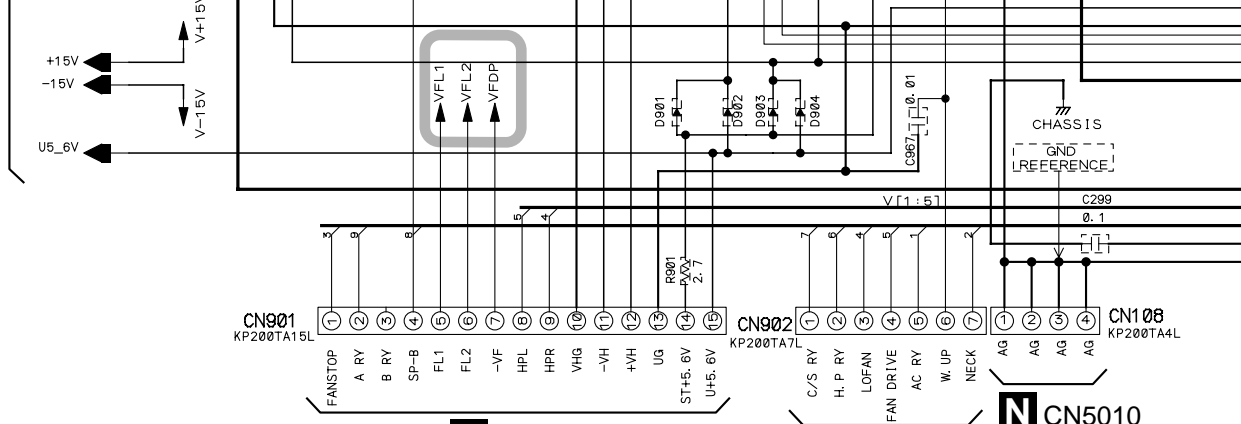 V+15V
+15V
-15V
V-15V
U5_6V
VFL1
VFL2
VFDP
D901
D902
D903
D904
0.01
C967
CHASSIS
GND
REFERENCE
V[1:5]
C299
0.1
3
9
8
5
4
7
6
4
5
1
2
R901
2.7
CN901
KP200TA15L
1 2 3 4 5 6 7 8 9 10 11 12 13 14 15
CN902
KP200TA7L
1 2 3 4 5 6 7
1 2 3 4
CN108
KP200TA4L
FANSTOP
A RY
B RY
SP-B
FL1
FL2
-VF
HPL
HPR
VHG
-VH
+VH
UG
ST+5.6V
U+5.6V
C/S RY
H.P RY
LOFAN
FAN DRIVE
AC RY
W.UP
NECK
AG
AG
AG
AG
N CN5010